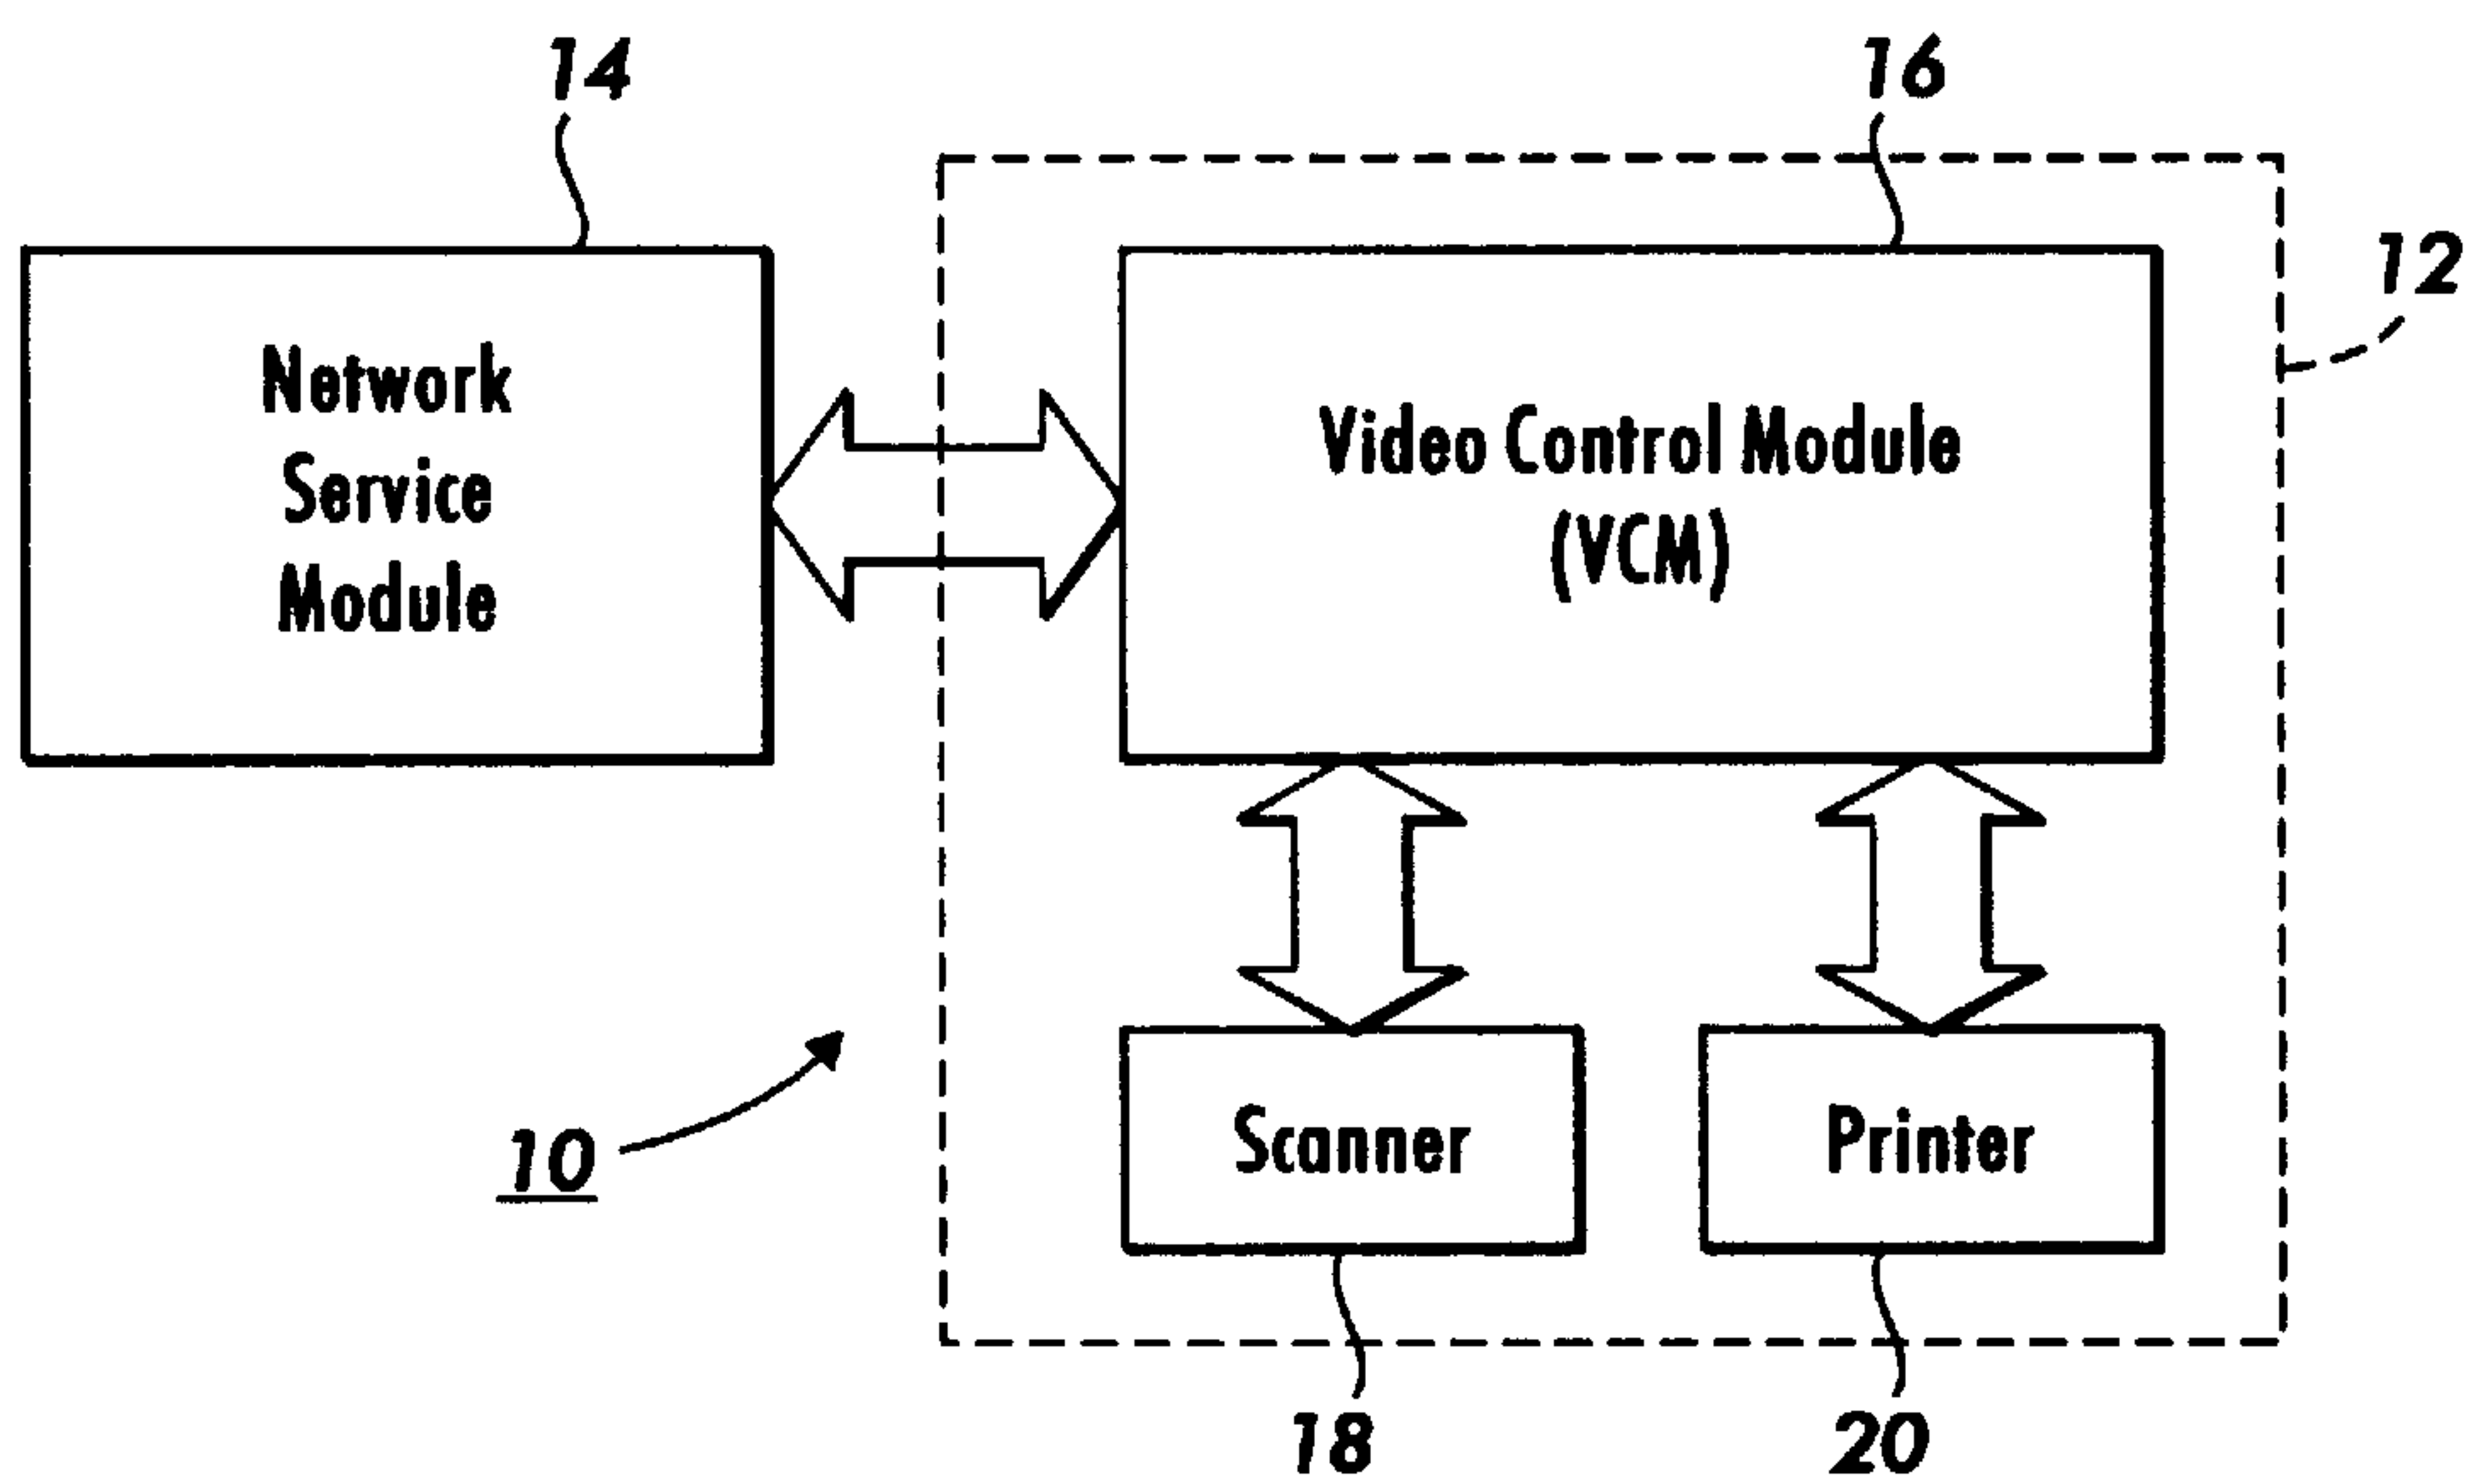 14
16
12
Network
Service
Module
Video Control Module
(VCM)
10
Scanner
Printer
18
20